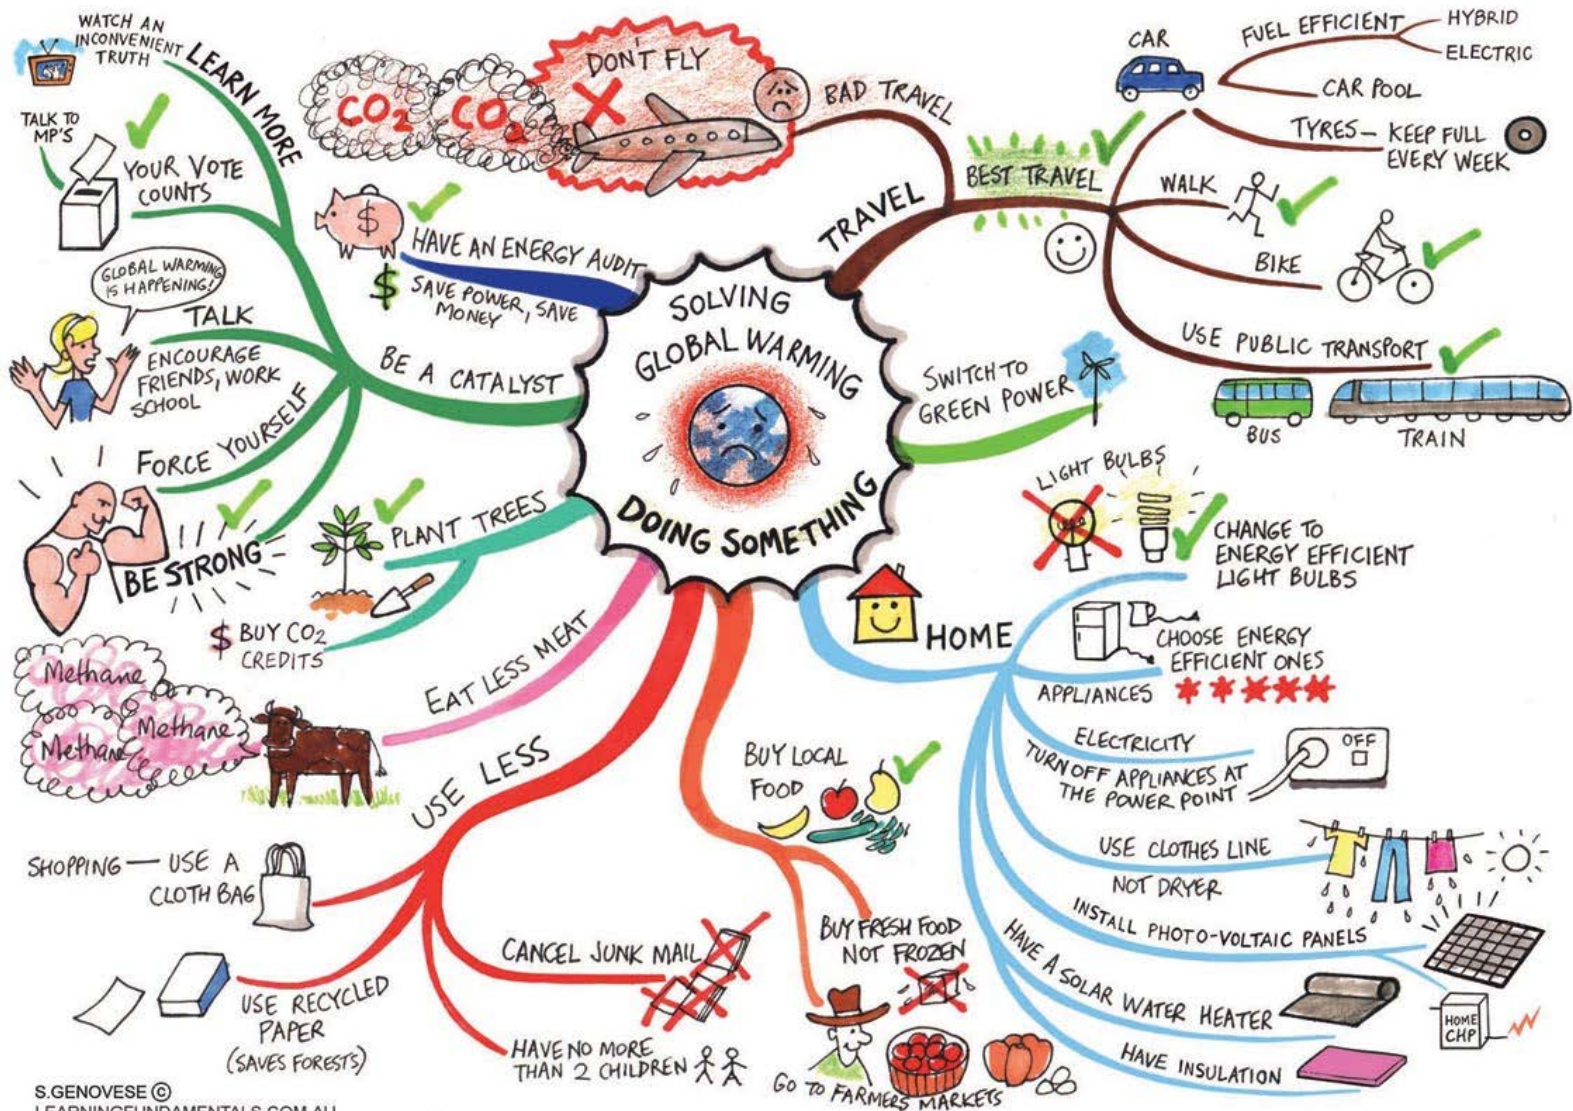 SOLVING
GLOBAL WARMING
DOING SOMETHING
WATCH AN
INCONVENIENT
TRUTH
LEARN MORE
TALK TO
MP'S
YOUR VOTE
COUNTS
GLOBAL WARMING
IS HAPPENING!
TALK
ENCOURAGE
FRIENDS, WORK
SCHOOL
FORCE YOURSELF
BE STRONG
BE A CATALYST
$
HAVE AN ENERGY AUDIT
$ SAVE POWER, SAVE
MONEY
CO2
CO2
DON'T FLY
BAD TRAVEL
TRAVEL
BEST TRAVEL
CAR
FUEL EFFICIENT
HYBRID
ELECTRIC
CAR POOL
TYRES – KEEP FULL
EVERY WEEK
WALK
BIKE
USE PUBLIC TRANSPORT
BUS
TRAIN
SWITCH TO
GREEN POWER
LIGHT BULBS
CHANGE TO
ENERGY EFFICIENT
LIGHT BULBS
HOME
CHOOSE ENERGY
EFFICIENT ONES
APPLIANCES
ELECTRICITY
TURN OFF APPLIANCES AT
THE POWER POINT
OFF
USE CLOTHES LINE
NOT DRYER
INSTALL PHOTO-VOLTAIC PANELS
HOME
CHP
HAVE A SOLAR WATER HEATER
HAVE INSULATION
BUY LOCAL
FOOD
BUY FRESH FOOD
NOT FROZEN
GO TO FARMERS MARKETS
USE LESS
SHOPPING — USE A
CLOTH BAG
USE RECYCLED
PAPER
(SAVES FORESTS)
CANCEL JUNK MAIL
HAVE NO MORE
THAN 2 CHILDREN
EAT LESS MEAT
Methane
Methane
Methane
PLANT TREES
$ BUY CO2
CREDITS
S.GENOVESE ©
LEARNINGFUNDAMENTALS.COM.AU